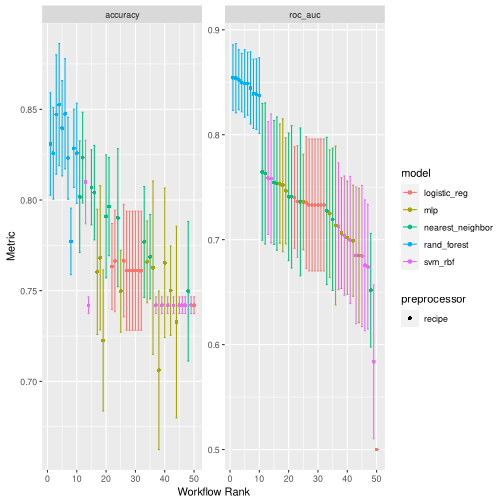 accuracy
roc_auc
0.85
0.80
0.75
0.70
0.9
0.8
0.7
0.6
0.5
0 10 20 30 40 50
0 10 20 30 40 50
Metric
Workflow Rank
model
logistic_reg
mlp
nearest_neighbor
rand_forest
svm_rbf
preprocessor
recipe